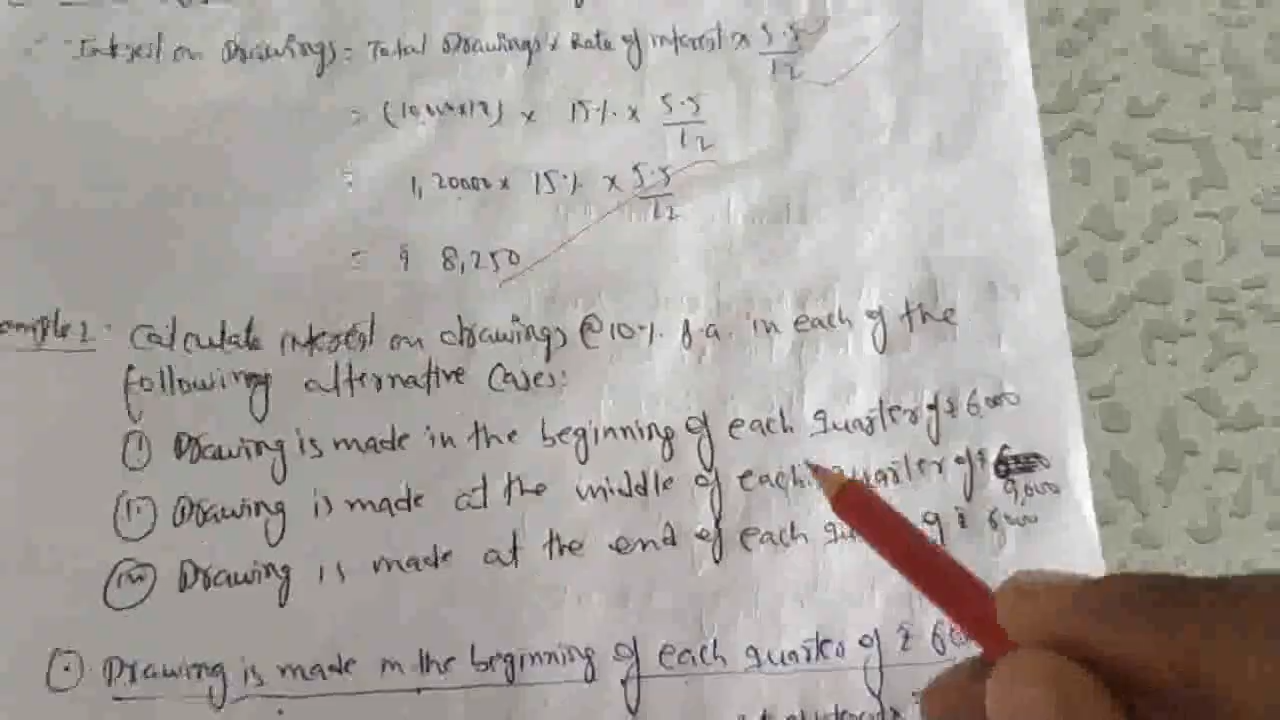 Interest on Drawings = Total Drawings x Rate of interest x 5.5/12
= (10,000x12) x 15% x 5.5/12
= 1,20000 x 15% x 5.5/12
= ₹ 8,250
Calculate interest on drawings @10% p.a. in each of the
following alternative cases:
(i) Drawing is made in the beginning of each quarter of ₹ 6,000
(ii) Drawing is made at the middle of each quarter of ₹ 9,000
(iii) Drawing is made at the end of each of ₹
Drawing is made in the beginning of each quarter of ₹